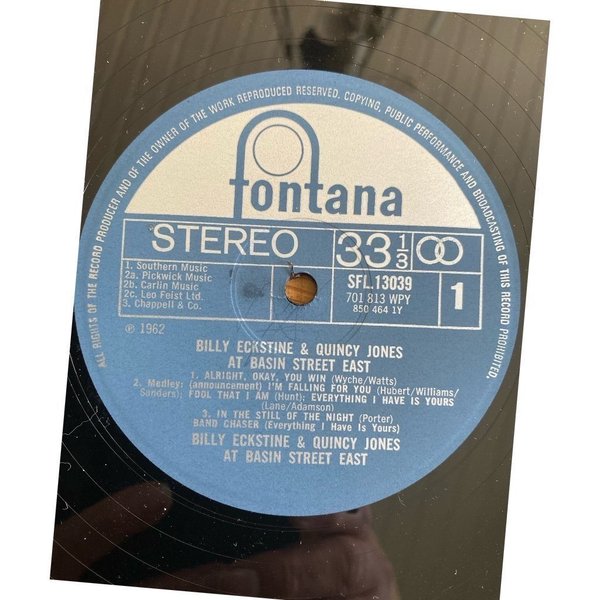 ALL RIGHTS OF THE RECORD PRODUCER AND OF THE OWNER OF THE WORK REPRODUCED RESERVED. COPYING, PUBLIC PERFORMANCE AND BROADCASTING OF THIS RECORD PROHIBITED.
fontana
STEREO 33 1/3
1. Southern Music
2a. Pickwick Music
2b. Carlin Music
2c. Leo Feist Ltd.
3. Chappell & Co.
SFL.13039
701 813 WPY
850 464 1Y
1
℗ 1962
BILLY ECKSTINE & QUINCY JONES
AT BASIN STREET EAST
1. ALRIGHT, OKAY, YOU WIN (Wyche/Watts)
2. Medley: (announcement) I'M FALLING FOR YOU (Hubert/Williams/
Sanders); FOOL THAT I AM (Hunt); EVERYTHING I HAVE IS YOURS
(Lane/Adamson)
3. IN THE STILL OF THE NIGHT (Porter)
BAND CHASER (Everything I Have Is Yours)
BILLY ECKSTINE & QUINCY JONES
AT BASIN STREET EAST